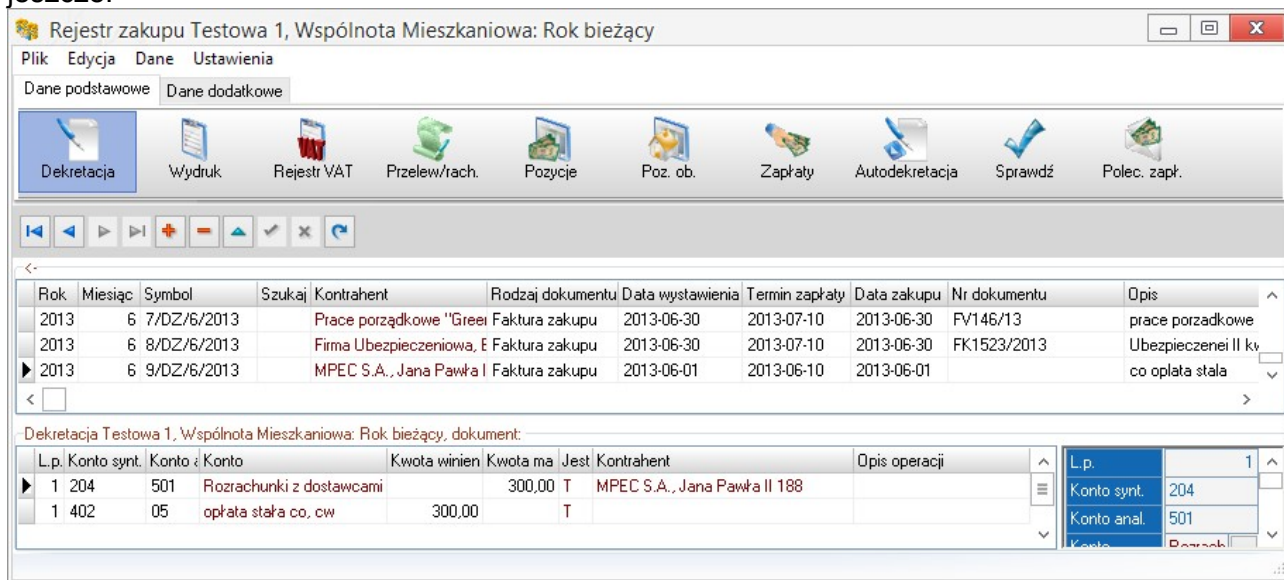 Rejestr zakupu Testowa 1, Wspólnota Mieszkaniowa: Rok bieżący
Plik Edycja Dane Ustawienia
Dane podstawowe Dane dodatkowe
VAT
Dekretacja Wydruk Rejestr VAT Przelew/rach. Pozycje Poz. ob. Zapłaty Autodekretacja Sprawdź Polec. zapł.
<-
Rok Miesiąc Symbol Szukaj Kontrahent Rodzaj dokumentu Data wystawienia Termin zapłaty Data zakupu Nr dokumentu Opis
2013 6 7/DZ/6/2013 Prace porządkowe "Greer Faktura zakupu 2013-06-30 2013-07-10 2013-06-30 FV146/13 prace porzadkowe
2013 6 8/DZ/6/2013 Firma Ubezpieczeniowa, E Faktura zakupu 2013-06-30 2013-07-10 2013-06-30 FK1523/2013 Ubezpieczenei II kw
2013 6 9/DZ/6/2013 MPEC S.A., Jana Pawła I Faktura zakupu 2013-06-01 2013-06-10 2013-06-01 co oplata stala
Dekretacja Testowa 1, Wspólnota Mieszkaniowa: Rok bieżący, dokument:
L.p. Konto synt. Konto a Konto Kwota winien Kwota ma Jest Kontrahent Opis operacji
1 204 501 Rozrachunki z dostawcami 300,00 T MPEC S.A., Jana Pawła II 188
1 402 05 opłata stała co, cw 300,00 T
L.p. 1
Konto synt. 204
Konto anal. 501
Konto Rozrach